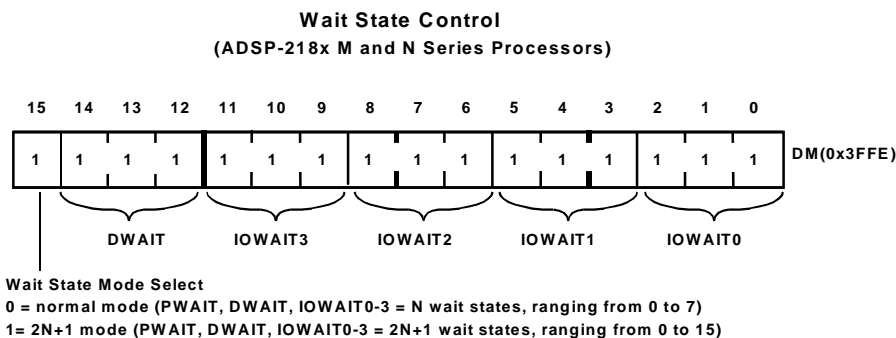 Wait State Control
(ADSP-218x M and N Series Processors)
15 14 13 12 11 10 9 8 7 6 5 4 3 2 1 0
1 1 1 1 1 1 1 1 1 1 1 1 1 1 1 1 DM(0x3FFE)
DWAIT IOWAIT3 IOWAIT2 IOWAIT1 IOWAIT0
Wait State Mode Select
0 = normal mode (PWAIT, DWAIT, IOWAIT0-3 = N wait states, ranging from 0 to 7)
1= 2N+1 mode (PWAIT, DWAIT, IOWAIT0-3 = 2N+1 wait states, ranging from 0 to 15)